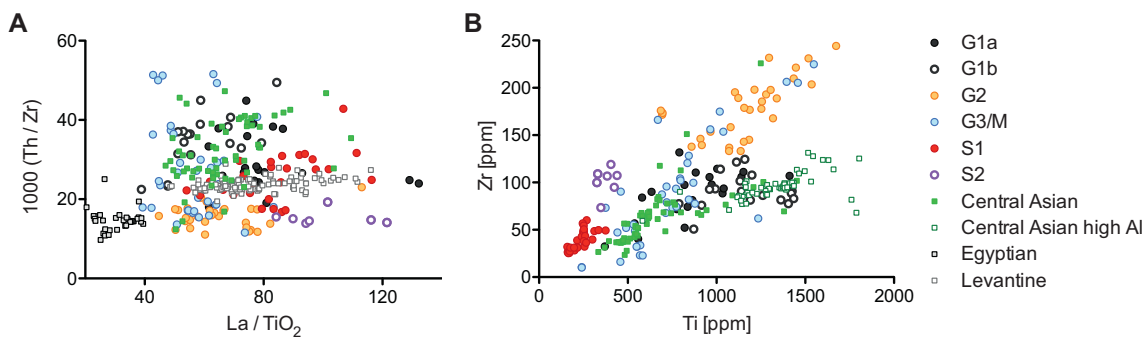 A
60
40
20
0
1000 (Th / Zr)
40
80
120
La / TiO2
B
250
200
150
100
50
0
Zr [ppm]
0
500
1000
1500
2000
Ti [ppm]
G1a
G1b
G2
G3/M
S1
S2
Central Asian
Central Asian high Al
Egyptian
Levantine